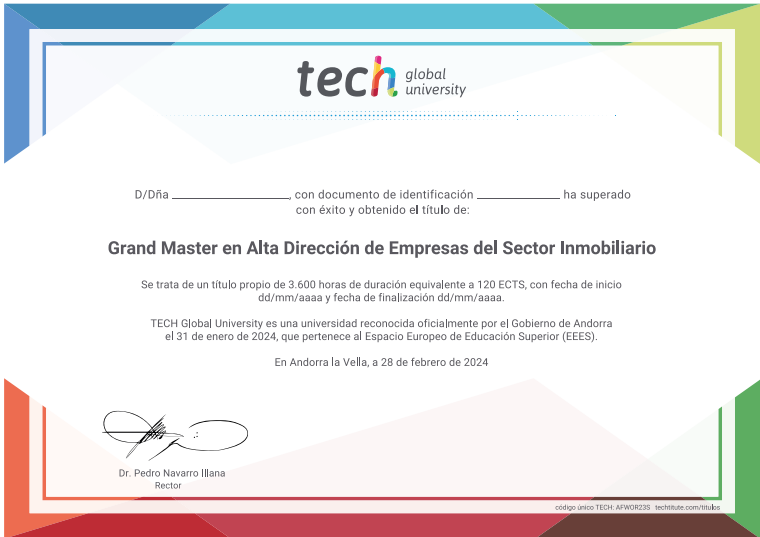 tech global
university
D/Dña ________________, con documento de identificación ____________ ha superado
con éxito y obtenido el título de:
Grand Master en Alta Dirección de Empresas del Sector Inmobiliario
Se trata de un título propio de 3.600 horas de duración equivalente a 120 ECTS, con fecha de inicio
dd/mm/aaaa y fecha de finalización dd/mm/aaaa.
TECH Global University es una universidad reconocida oficialmente por el Gobierno de Andorra
el 31 de enero de 2024, que pertenece al Espacio Europeo de Educación Superior (EEES).
En Andorra la Vella, a 28 de febrero de 2024
Dr. Pedro Navarro Illana
Rector
código único TECH: AFWOR23S techtitute.com/titulos